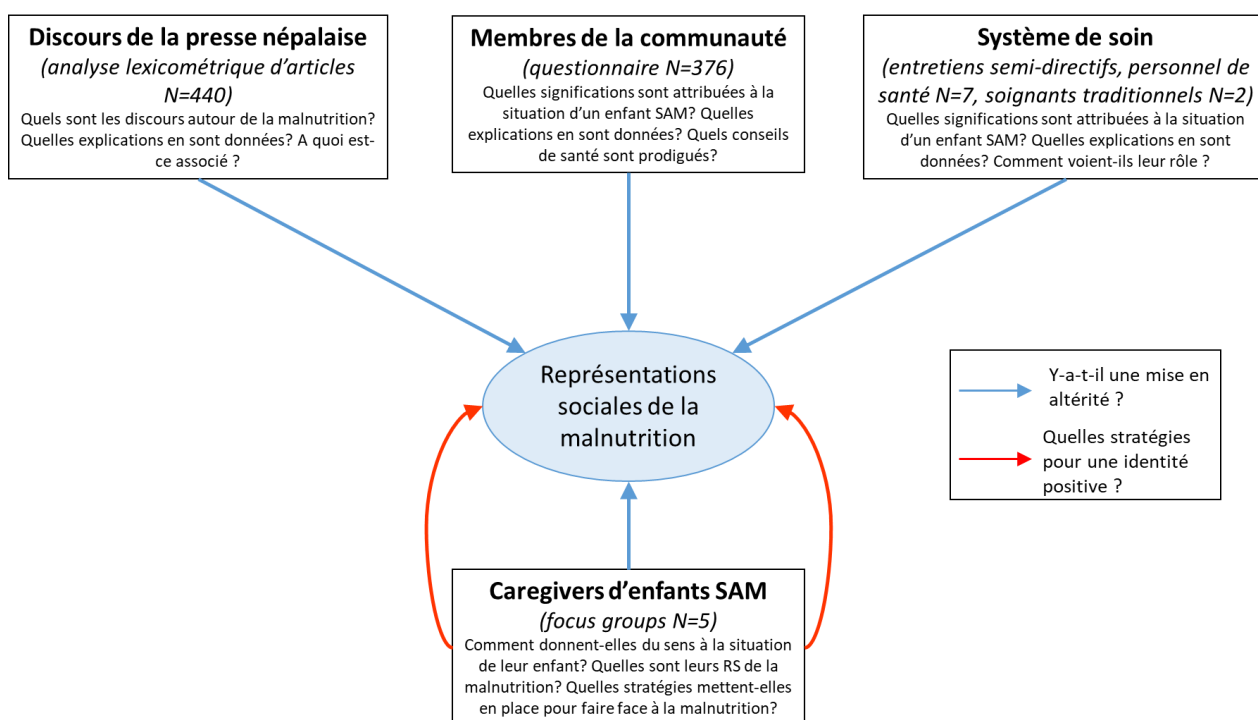 Discours de la presse népalaise
(analyse lexicométrique d'articles
N=440)
Quels sont les discours autour de la malnutrition?
Quelles explications en sont données? A quoi est-
ce associé ?
Membres de la communauté
(questionnaire N=376)
Quelles significations sont attribuées à la
situation d'un enfant SAM? Quelles
explications en sont données? Quels conseils
de santé sont prodigués?
Système de soin
(entretiens semi-directifs, personnel de
santé N=7, soignants traditionnels N=2)
Quelles significations sont attribuées à la situation
d'un enfant SAM? Quelles explications en sont
données? Comment voient-ils leur rôle ?
Représentations
sociales de la
malnutrition
Y-a-t-il une mise en
altérité ?
Quelles stratégies
pour une identité
positive ?
Caregivers d'enfants SAM
(focus groups N=5)
Comment donnent-elles du sens à la situation
de leur enfant? Quelles sont leurs RS de la
malnutrition? Quelles stratégies mettent-elles
en place pour faire face à la malnutrition?